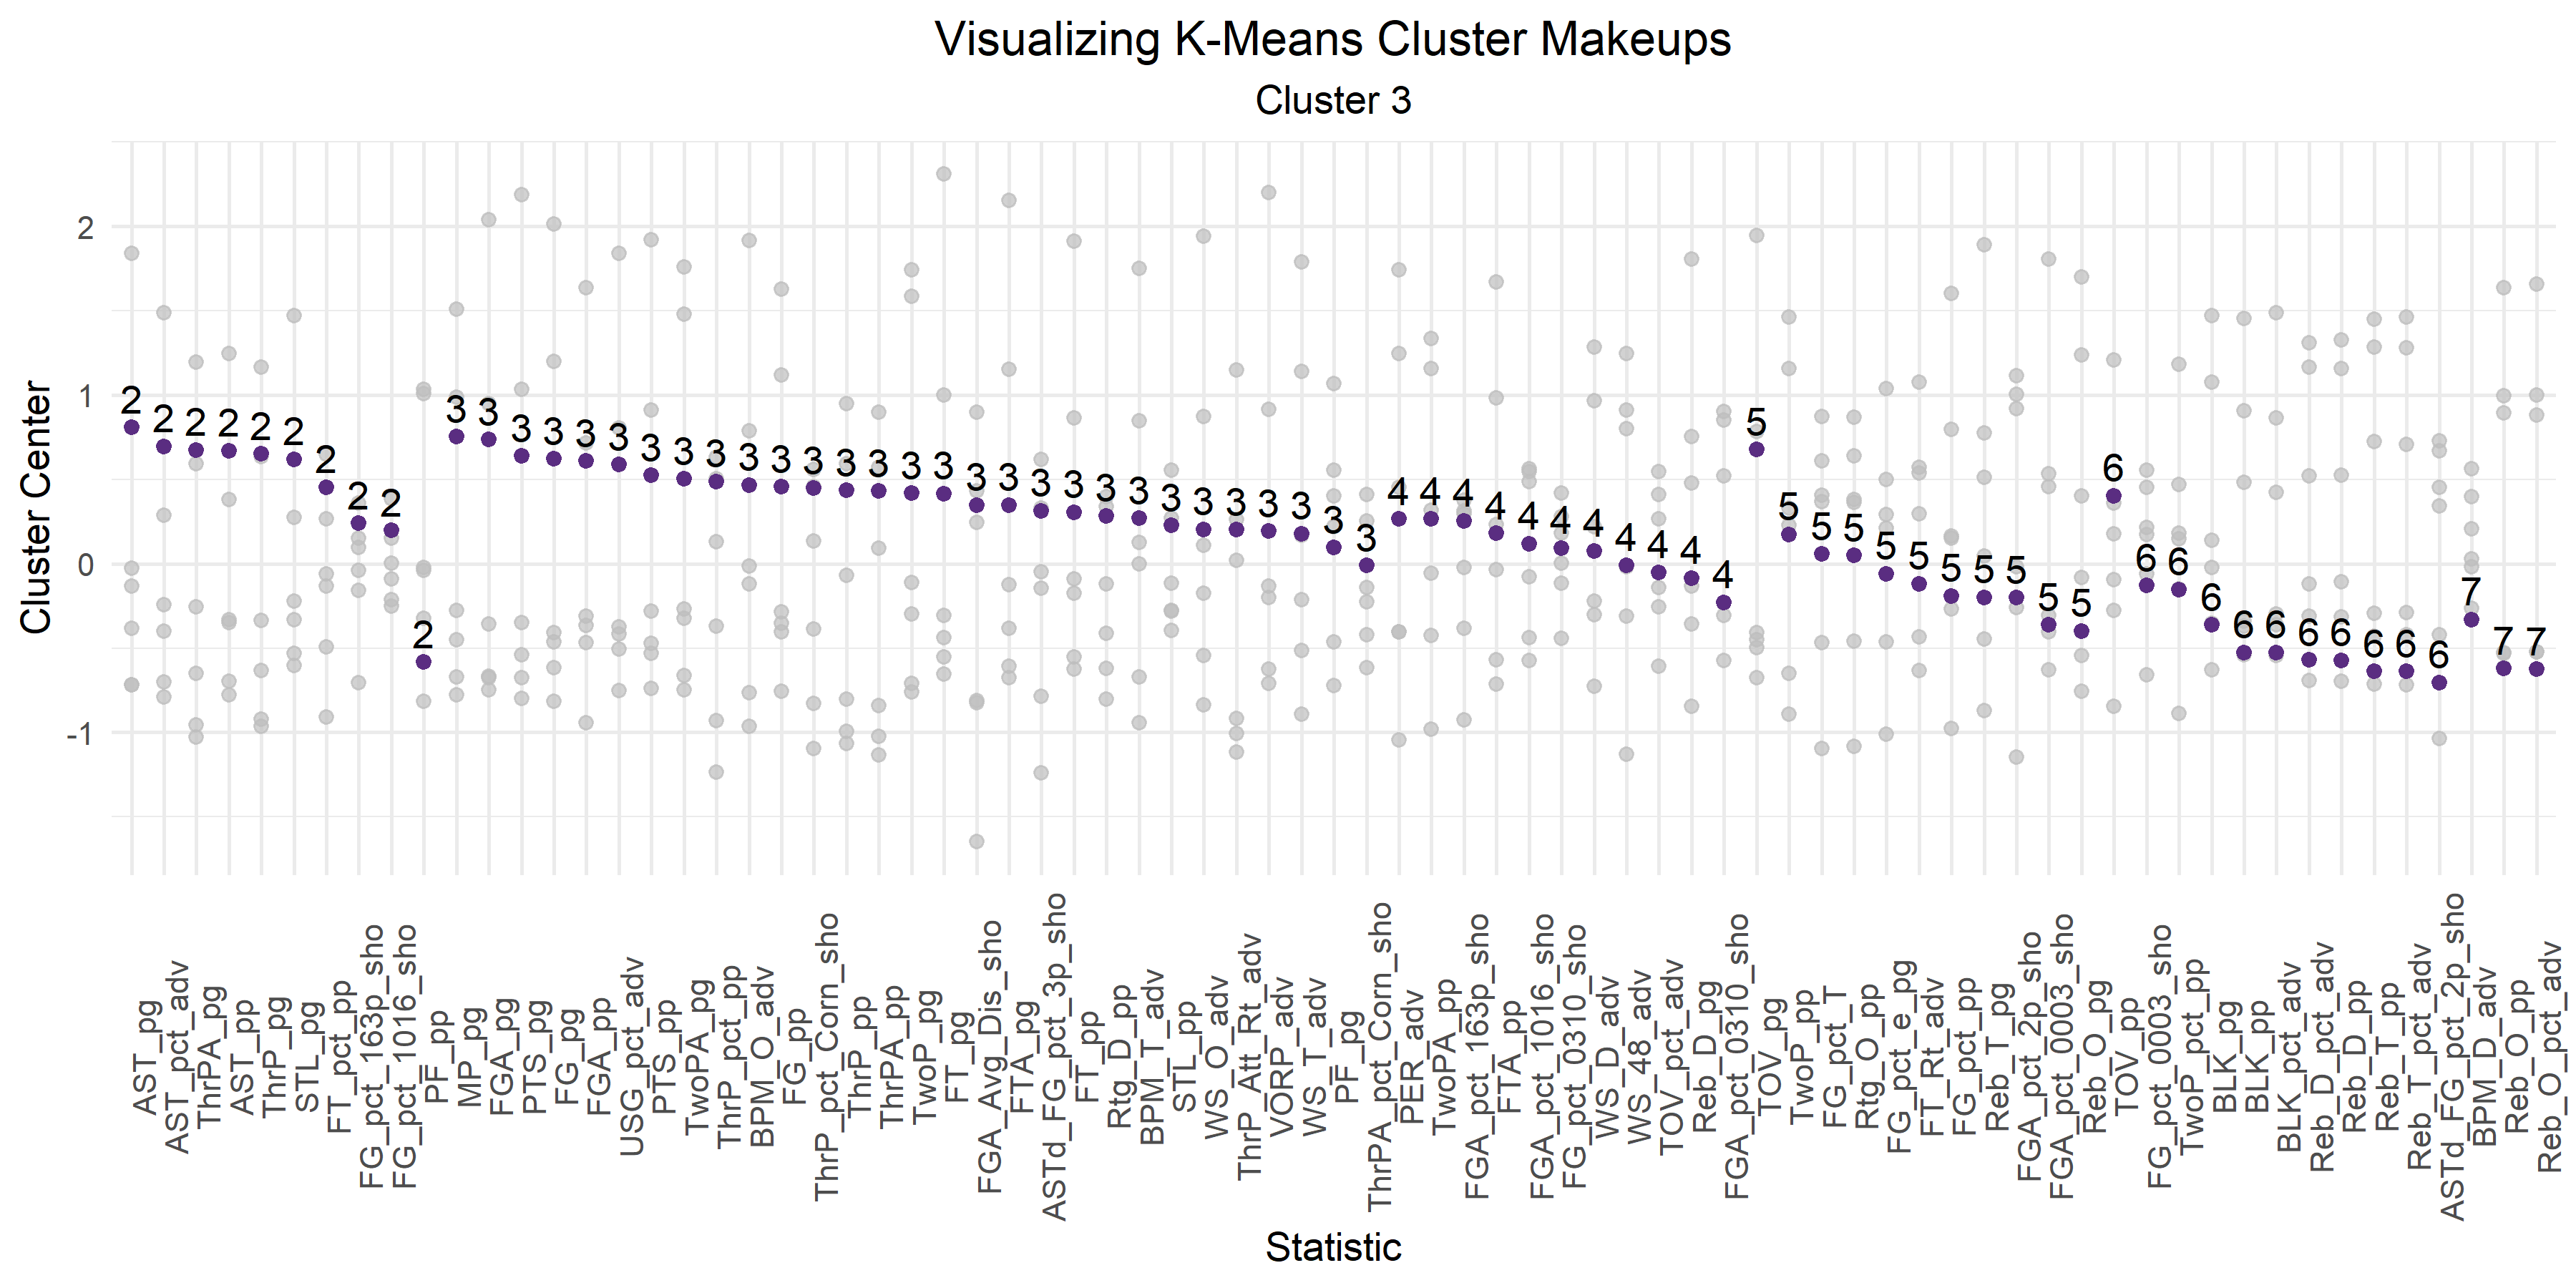 Visualizing K-Means Cluster Makeups
Cluster 3
Cluster Center
2
1
0
-1
2 2 2 2 2 2 2 2 2 2 3 3 3 3 3 3 3 3 3 3 3 3 3 3 3 3 3 3 3 3 3 3 3 3 3 3 3 3 3 4 4 4 4 4 4 4 4 4 4 4 5 5 5 5 5 5 5 5 5 5 5 6 6 6 6 6 6 6 6 6 6 6 7 7 7
AST_pg
AST_pct_adv
ThrPA_pg
AST_pp
ThrP_pg
STL_pg
FT_pct_pp
FG_pct_163p_sho
FG_pct_1016_sho
PF_pp
MP_pg
FGA_pg
PTS_pg
FG_pg
FGA_pp
USG_pct_adv
PTS_pp
TwoPA_pg
ThrP_pct_pp
BPM_O_adv
FG_pp
ThrP_pct_Corn_sho
ThrP_pp
ThrPA_pp
TwoP_pg
FT_pg
FGA_Avg_Dis_sho
FTA_pg
ASTd_FG_pct_3p_sho
FT_pp
Rtg_D_pp
BPM_T_adv
STL_pp
WS_O_adv
ThrP_Att_Rt_adv
VORP_adv
WS_T_adv
PF_pg
ThrPA_pct_Corn_sho
PER_adv
TwoPA_pp
FGA_pct_163p_sho
FTA_pp
FGA_pct_1016_sho
FG_pct_0310_sho
WS_D_adv
WS_48_adv
TOV_pct_adv
Reb_D_pg
FGA_pct_0310_sho
TOV_pg
TwoP_pp
FG_pct_T
Rtg_O_pp
FG_pct_e_pg
FT_Rt_adv
FG_pct_pp
Reb_T_pg
FGA_pct_2p_sho
FGA_pct_0003_sho
Reb_O_pg
TOV_pp
FG_pct_0003_sho
TwoP_pct_pp
BLK_pg
BLK_pp
BLK_pct_adv
Reb_D_pct_adv
Reb_D_pp
Reb_T_pp
Reb_T_pct_adv
ASTd_FG_pct_2p_sho
BPM_D_adv
Reb_O_pp
Reb_O_pct_adv
Statistic